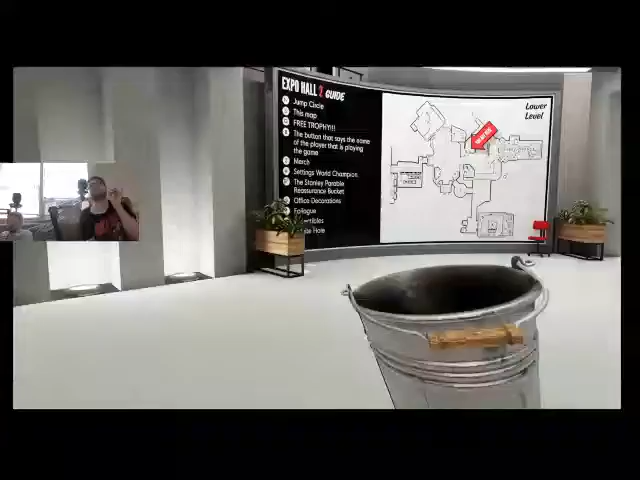 EXPO HALL 2 GUIDE
Jump Circle
This map
FREE TROPHY!!!
The button that says the name
of the player that is playing
the game
Merch
Settings World Champion
The Stanley Parable
Reassurance Bucket
Office Decorations
Lower
Level